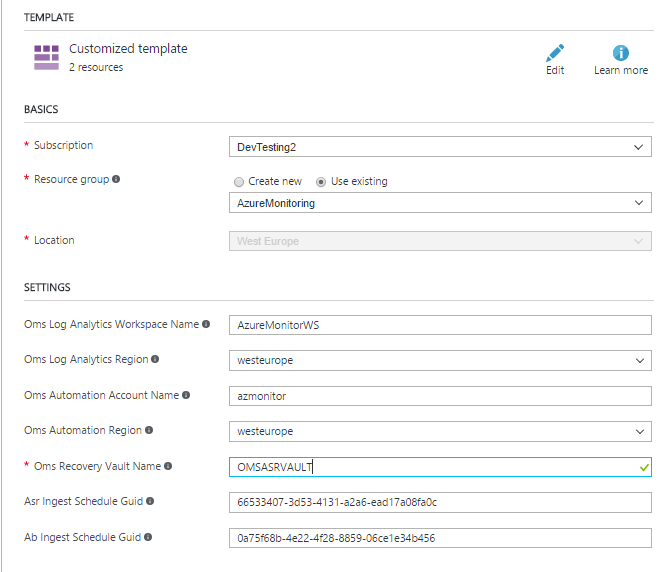 TEMPLATE
Customized template
2 resources
Edit
Learn more
BASICS
* Subscription
DevTesting2
* Resource group
Create new
Use existing
AzureMonitoring
* Location
West Europe
SETTINGS
Oms Log Analytics Workspace Name
AzureMonitorWS
Oms Log Analytics Region
westeurope
Oms Automation Account Name
azmonitor
Oms Automation Region
westeurope
* Oms Recovery Vault Name
OMSASRVAULT
Asr Ingest Schedule Guid
66533407-3d53-4131-a2a6-ead17a08fa0c
Ab Ingest Schedule Guid
0a75f68b-4e22-4f28-8859-06ce1e34b456